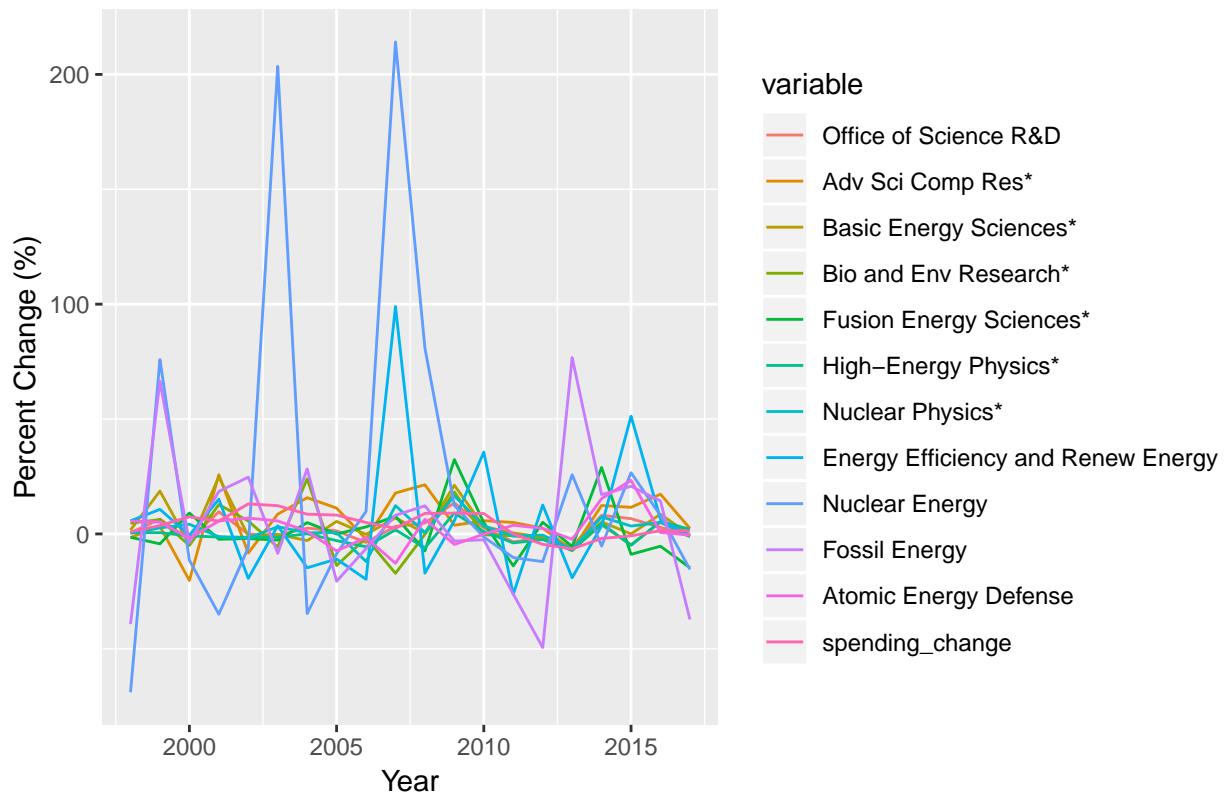 Percent Change (%)
200
100
0
2000
2005
2010
2015
Year
variable
Office of Science R&D
Adv Sci Comp Res*
Basic Energy Sciences*
Bio and Env Research*
Fusion Energy Sciences*
High−Energy Physics*
Nuclear Physics*
Energy Efficiency and Renew Energy
Nuclear Energy
Fossil Energy
Atomic Energy Defense
spending_change